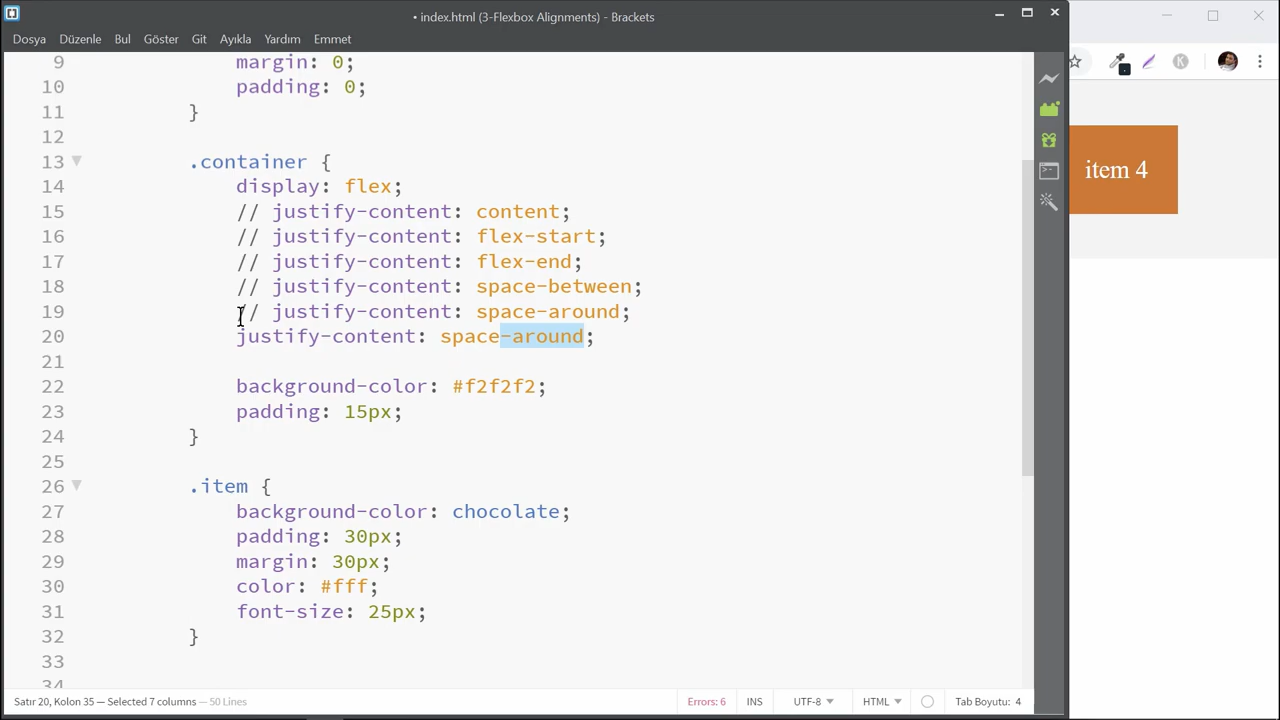 • index.html (3-Flexbox Alignments) - Brackets
Dosya Düzenle Bul Göster Git Ayıkla Yardım Emmet
9 margin: 0;
10 padding: 0;
11 }
12
13 .container {
14 display: flex;
15 // justify-content: content;
16 // justify-content: flex-start;
17 // justify-content: flex-end;
18 // justify-content: space-between;
19 // justify-content: space-around;
20 justify-content: space-around;
21
22 background-color: #f2f2f2;
23 padding: 15px;
24 }
25
26 .item {
27 background-color: chocolate;
28 padding: 30px;
29 margin: 30px;
30 color: #fff;
31 font-size: 25px;
32 }
33
34
item 4
K
Satır 20, Kolon 35 — Selected 7 columns — 50 Lines
Errors: 6 INS UTF-8 HTML Tab Boyutu: 4